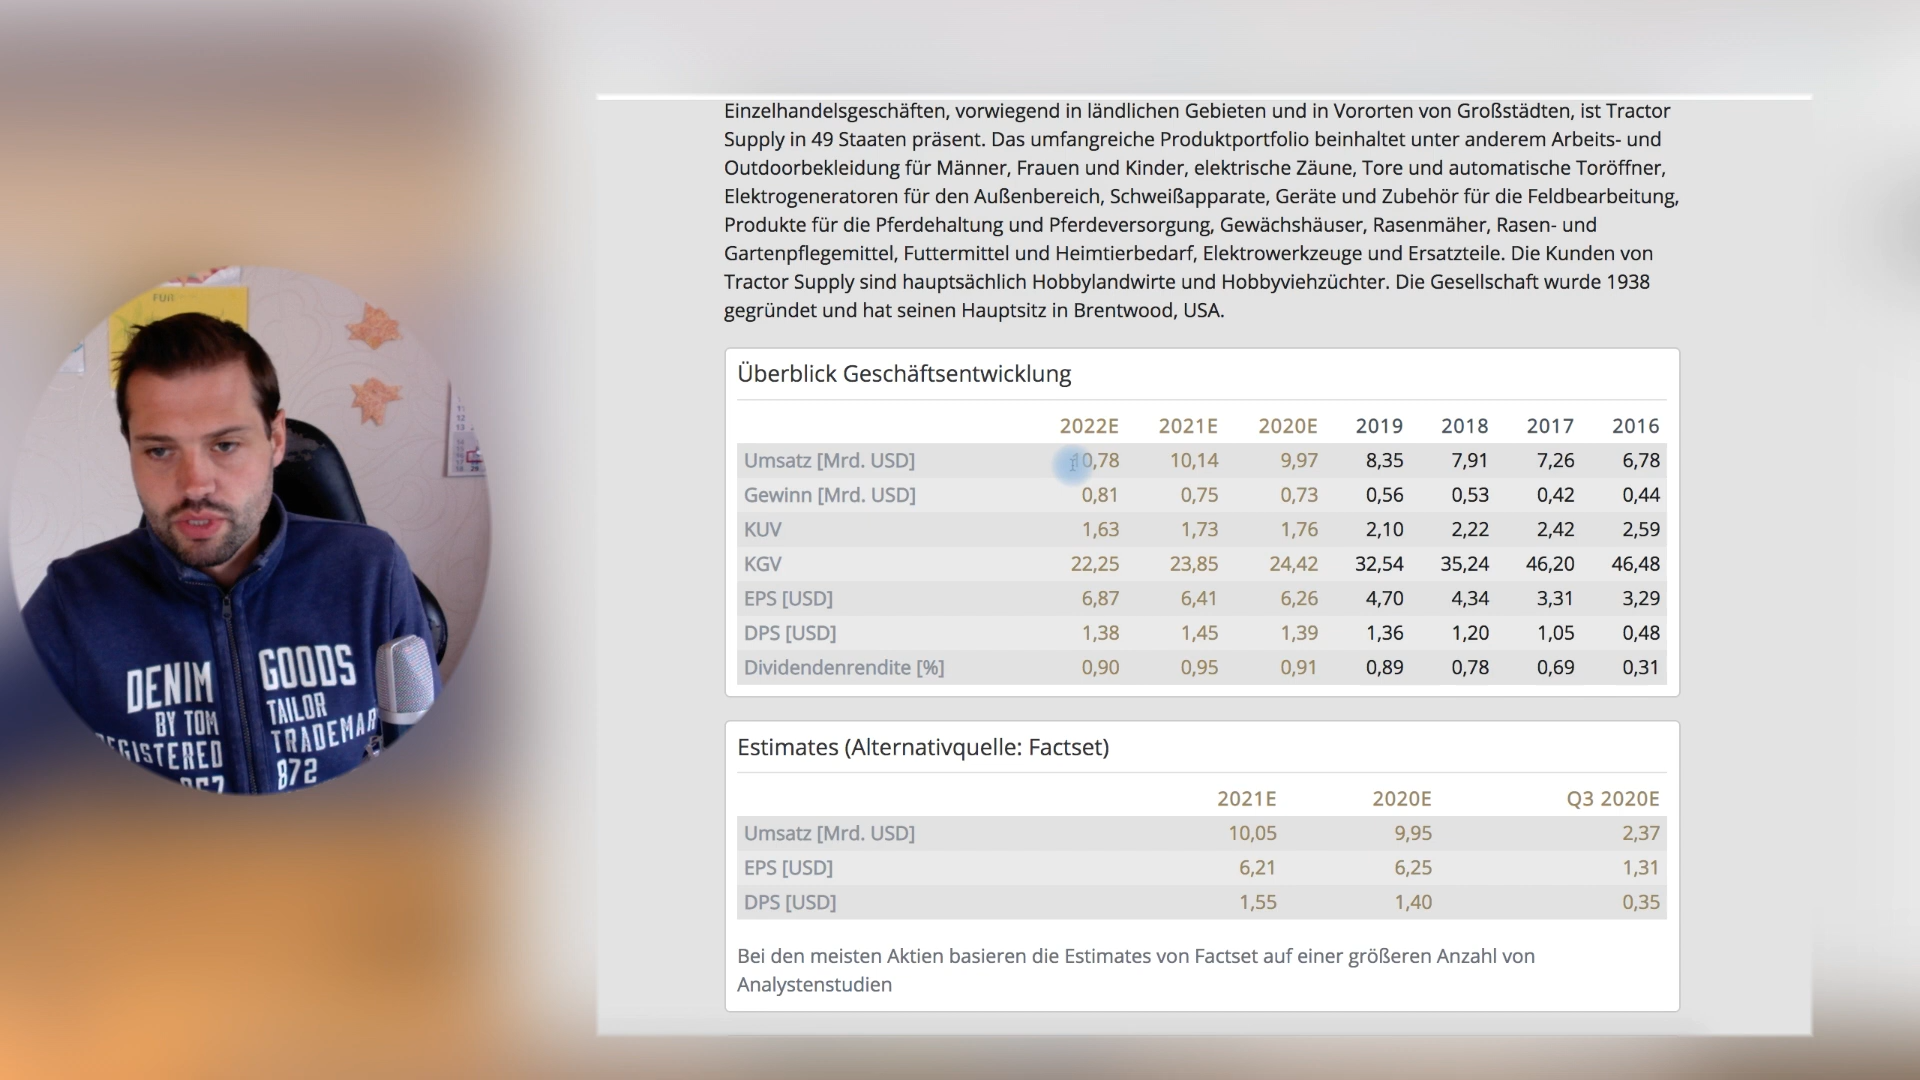 Einzelhandelsgeschäften, vorwiegend in ländlichen Gebieten und in Vororten von Großstädten, ist Tractor
Supply in 49 Staaten präsent. Das umfangreiche Produktportfolio beinhaltet unter anderem Arbeits- und
Outdoorbekleidung für Männer, Frauen und Kinder, elektrische Zäune, Tore und automatische Toröffner,
Elektrogeneratoren für den Außenbereich, Schweißapparate, Geräte und Zubehör für die Feldbearbeitung,
Produkte für die Pferdehaltung und Pferdeversorgung, Gewächshäuser, Rasenmäher, Rasen- und
Gartenpflegemittel, Futtermittel und Heimtierbedarf, Elektrowerkzeuge und Ersatzteile. Die Kunden von
Tractor Supply sind hauptsächlich Hobbylandwirte und Hobbyviehzüchter. Die Gesellschaft wurde 1938
gegründet und hat seinen Hauptsitz in Brentwood, USA.
Überblick Geschäftsentwicklung
2022E 2021E 2020E 2019 2018 2017 2016
Umsatz [Mrd. USD] 10,78 10,14 9,97 8,35 7,91 7,26 6,78
Gewinn [Mrd. USD] 0,81 0,75 0,73 0,56 0,53 0,42 0,44
KUV 1,63 1,73 1,76 2,10 2,22 2,42 2,59
KGV 22,25 23,85 24,42 32,54 35,24 46,20 46,48
EPS [USD] 6,87 6,41 6,26 4,70 4,34 3,31 3,29
DPS [USD] 1,38 1,45 1,39 1,36 1,20 1,05 0,48
Dividendenrendite [%] 0,90 0,95 0,91 0,89 0,78 0,69 0,31
Estimates (Alternativquelle: Factset)
2021E 2020E Q3 2020E
Umsatz [Mrd. USD] 10,05 9,95 2,37
EPS [USD] 6,21 6,25 1,31
DPS [USD] 1,55 1,40 0,35
Bei den meisten Aktien basieren die Estimates von Factset auf einer größeren Anzahl von
Analystenstudien
DENIM GOODS
BY TOM TAILOR
TRADEMAR
872